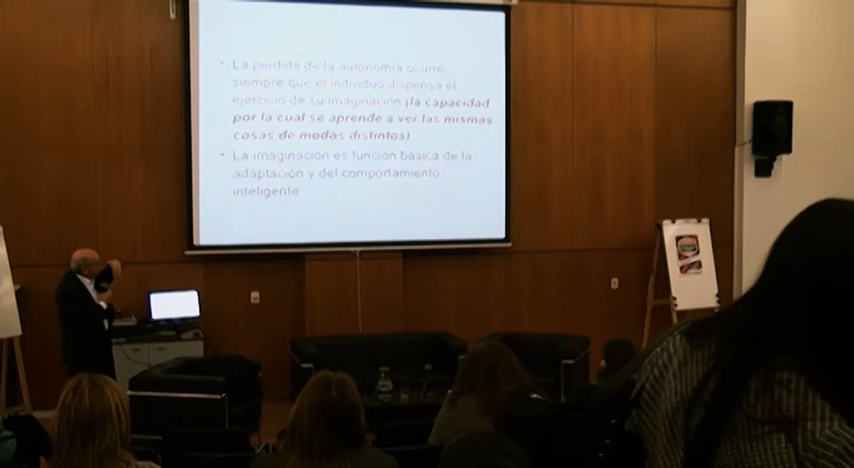 • La perdida de la autonomia ocurre
siempre que el individuo dispensa el
ejercicio de su imaginación (la capacidad
por la cual se aprende a ver las mismas
cosas de modos distintos)
• La imaginación es función básica de la
adaptación y del comportamiento
inteligente